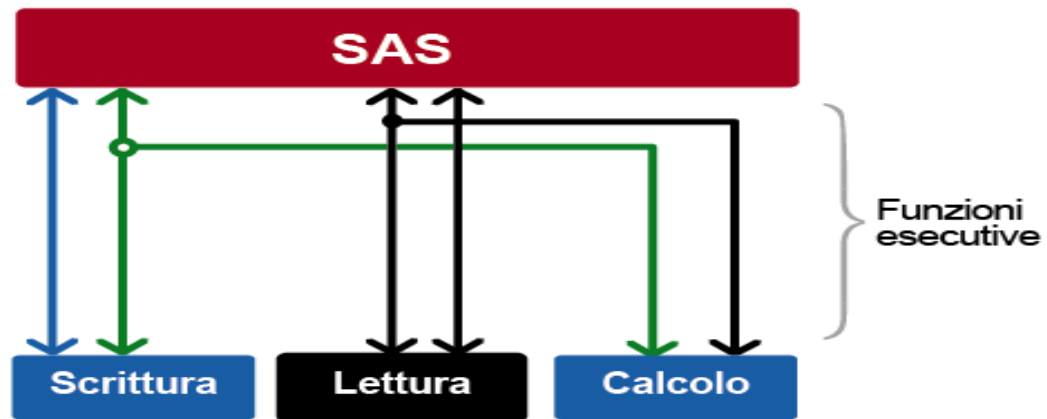 SAS
Funzioni
esecutive
Scrittura
Lettura
Calcolo